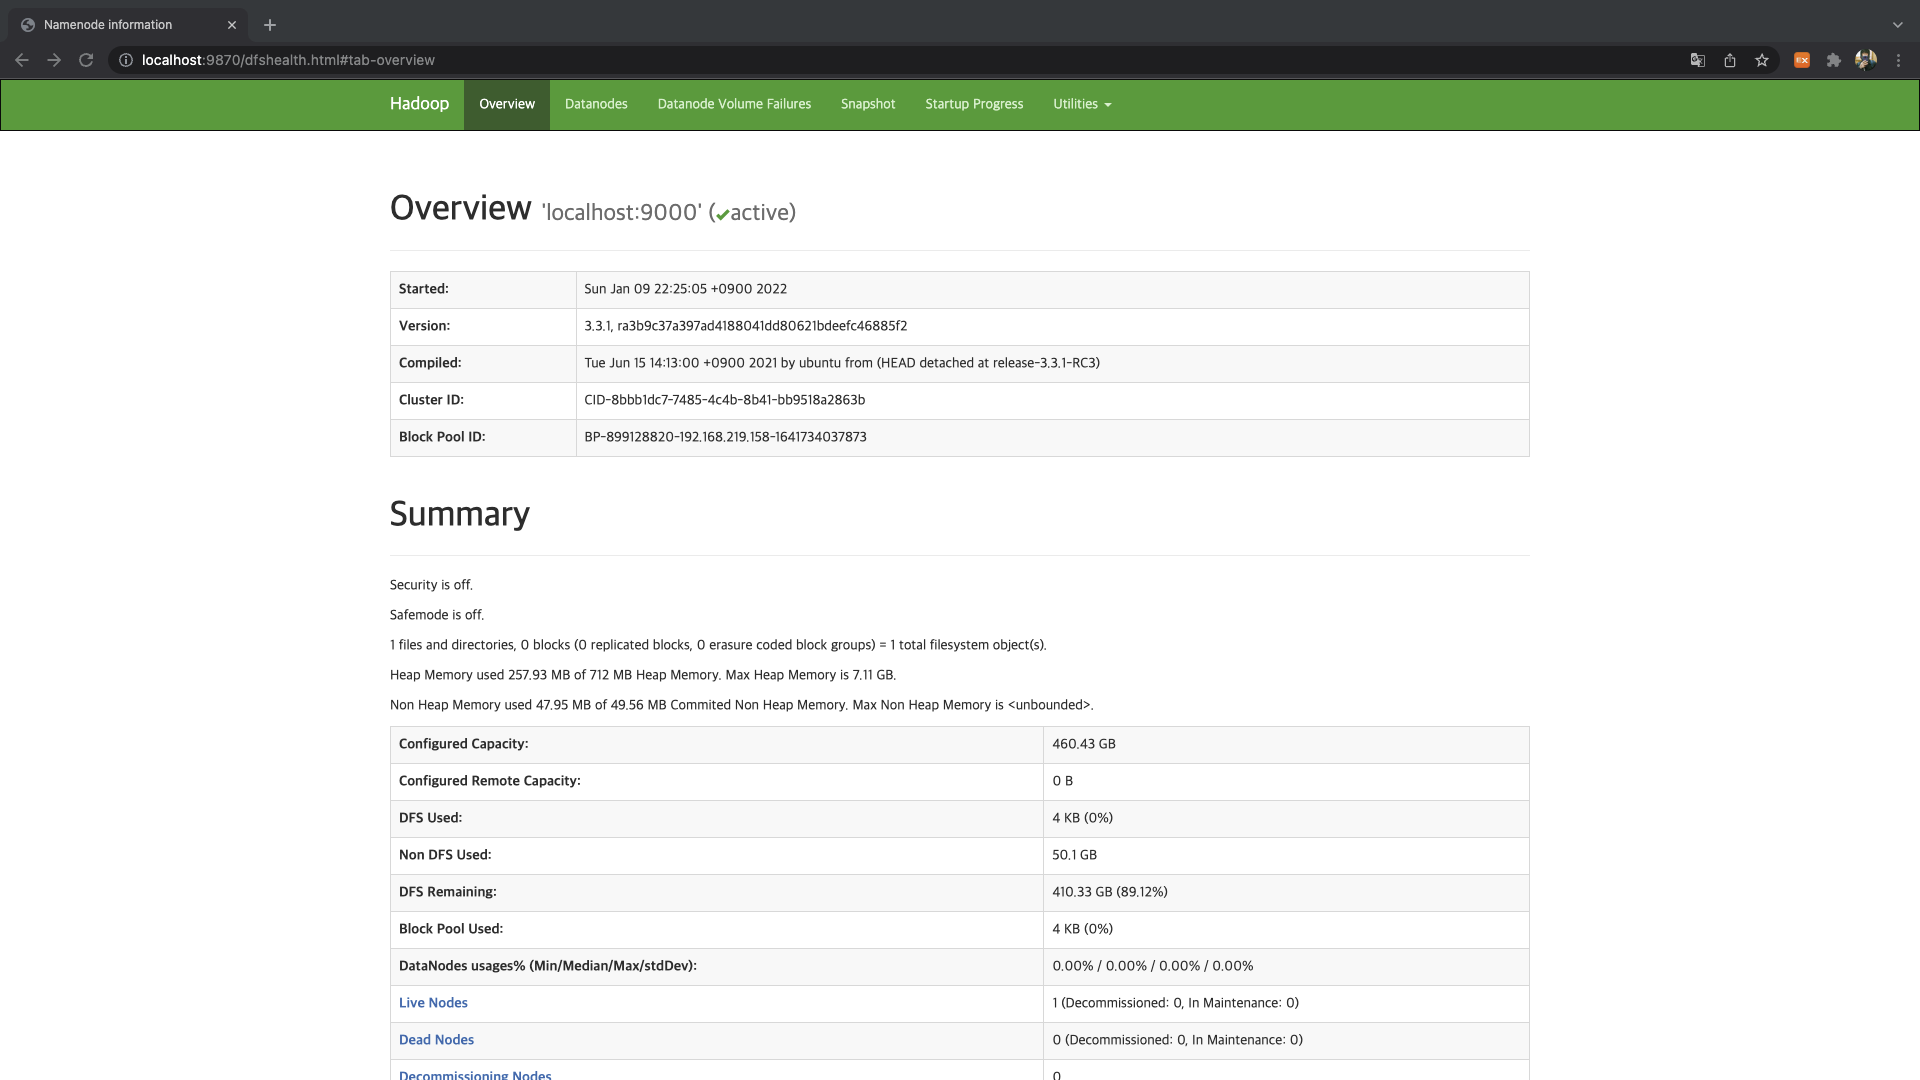 Namenode information
localhost:9870/dfshealth.html#tab-overview
EX
Hadoop Overview Datanodes Datanode Volume Failures Snapshot Startup Progress Utilities
Overview 'localhost:9000' (✔active)
Started: Sun Jan 09 22:25:05 +0900 2022
Version: 3.3.1, ra3b9c37a397ad4188041dd80621bdeefc46885f2
Compiled: Tue Jun 15 14:13:00 +0900 2021 by ubuntu from (HEAD detached at release-3.3.1-RC3)
Cluster ID: CID-8bbb1dc7-7485-4c4b-8b41-bb9518a2863b
Block Pool ID: BP-899128820-192.168.219.158-1641734037873
Summary
Security is off.
Safemode is off.
1 files and directories, 0 blocks (0 replicated blocks, 0 erasure coded block groups) = 1 total filesystem object(s).
Heap Memory used 257.93 MB of 712 MB Heap Memory. Max Heap Memory is 7.11 GB.
Non Heap Memory used 47.95 MB of 49.56 MB Commited Non Heap Memory. Max Non Heap Memory is <unbounded>.
Configured Capacity: 460.43 GB
Configured Remote Capacity: 0 B
DFS Used: 4 KB (0%)
Non DFS Used: 50.1 GB
DFS Remaining: 410.33 GB (89.12%)
Block Pool Used: 4 KB (0%)
DataNodes usages% (Min/Median/Max/stdDev): 0.00% / 0.00% / 0.00% / 0.00%
Live Nodes 1 (Decommissioned: 0, In Maintenance: 0)
Dead Nodes 0 (Decommissioned: 0, In Maintenance: 0)
Decommissioning Nodes 0